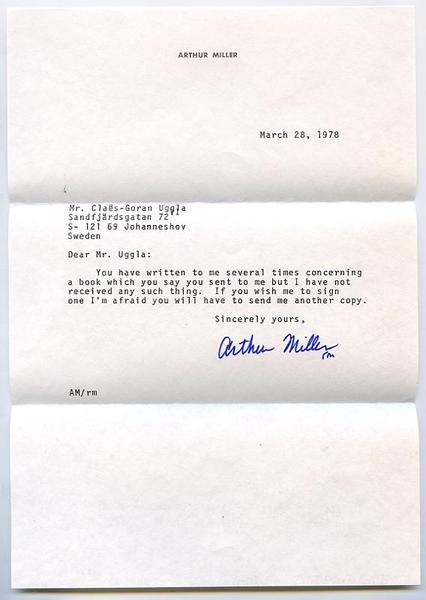 ARTHUR MILLER
March 28, 1978
Mr. Claës-Goran Uggla
Sandfjärdsgatan 72 VI
S- 121 69 Johanneshov
Sweden
Dear Mr. Uggla:
You have written to me several times concerning
a book which you say you sent to me but I have not
received any such thing. If you wish me to sign
one I'm afraid you will have to send me another copy.
Sincerely yours,
Arthur Miller
rm
AM/rm